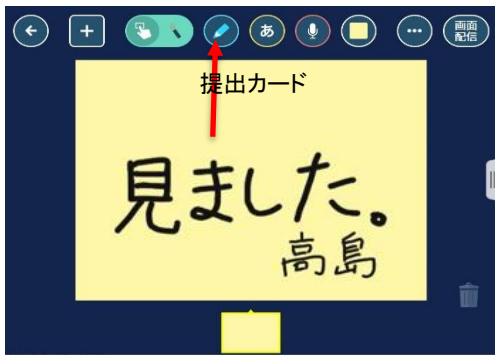 あ
画面
配信
提出カード
見ました。
高島